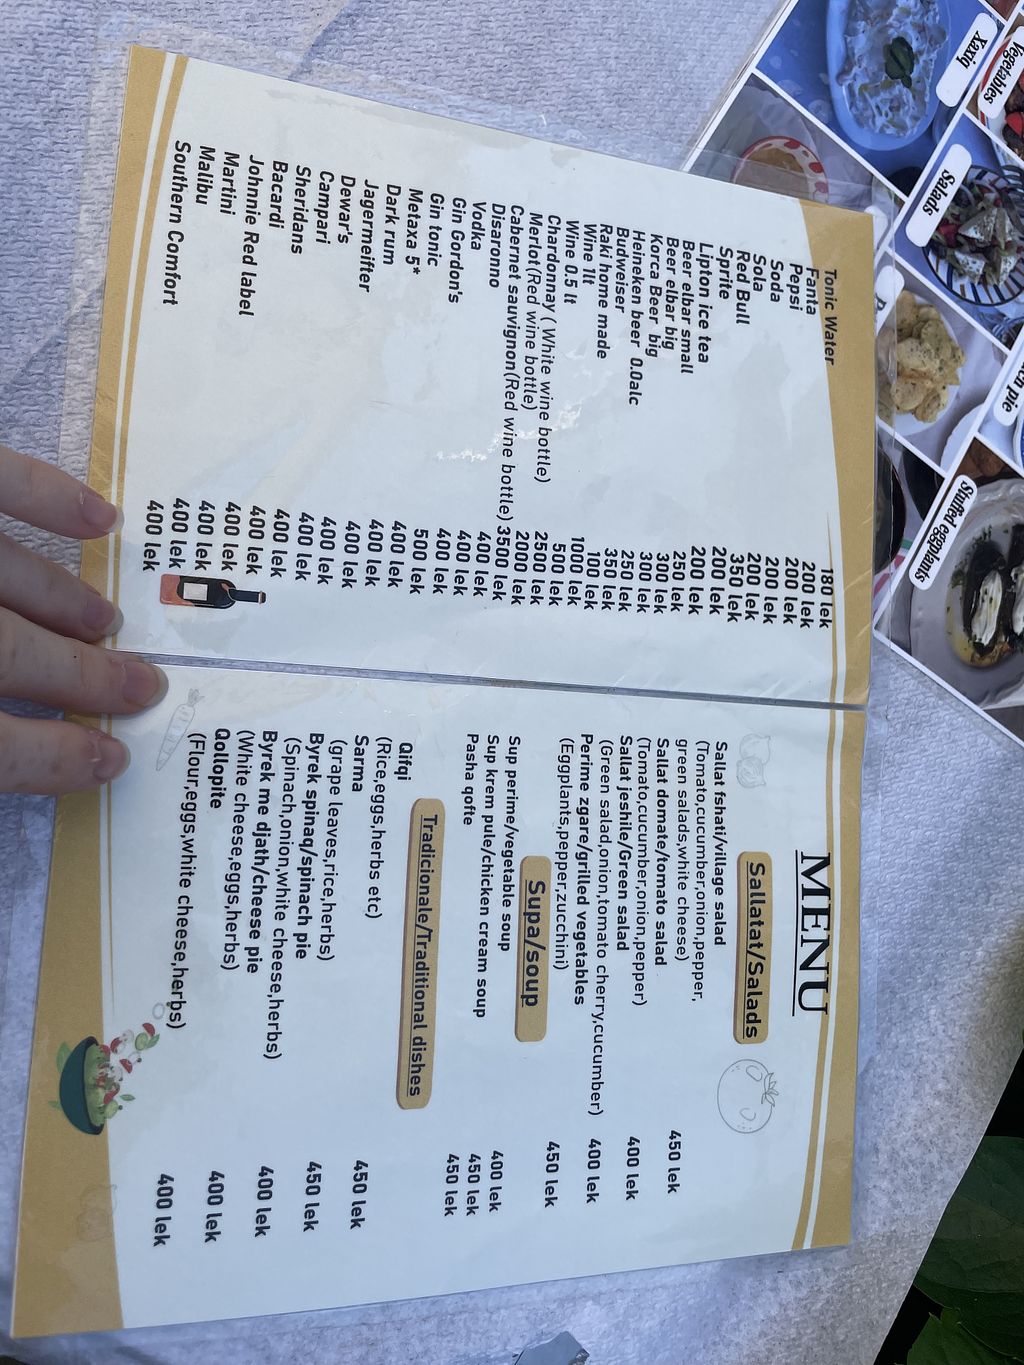 Tonic Water 180 lek
Fanta 200 lek
Pepsi 200 lek
Soda 200 lek
Sola 200 lek
Red Bull 350 lek
Sprite 200 lek
Lipton ice tea 200 lek
Beer elbar small 250 lek
Beer elbar big 300 lek
Korca Beer big 300 lek
Heineken beer 0.0alc 250 lek
Budweiser 350 lek
Raki home made 100 lek
Wine 1lt 1000 lek
Wine 0.5 lt 500 lek
Chardonnay ( White wine bottle) 2500 lek
Merlot(Red wine bottle) 2000 lek
Cabernet sauvignon(Red wine bottle) 3500 lek
Disaronno 400 lek
Vodka 400 lek
Gin Gordon's 400 lek
Gin tonic 500 lek
Metaxa 5* 400 lek
Dark rum 400 lek
Jagermeifter 400 lek
Dewar's 400 lek
Campari 400 lek
Sheridans 400 lek
Bacardi 400 lek
Johnnie Red label 400 lek
Martini 400 lek
Malibu 400 lek
Southern Comfort 400 lek
MENU
Sallatat/Salads
Sallat fshati/village salad
(Tomato,cucumber,onion,pepper,
green salads,white cheese) 450 lek
Sallat domate/tomato salad
(Tomato,cucumber,onion,pepper) 400 lek
Sallat jeshile/Green salad
(Green salad,onion,tomato cherry,cucumber) 400 lek
Perime zgare/grilled vegetables
(Eggplants,pepper,zucchini) 450 lek
Supa/soup
Sup perime/vegetable soup 400 lek
Sup krem pule/chicken cream soup 450 lek
Pasha qofte 450 lek
Tradicionale/Traditional dishes
Qifqi
(Rice,eggs,herbs etc) 450 lek
Sarma
(grape leaves,rice,herbs) 450 lek
Byrek spinaq/spinach pie
(Spinach,onion,white cheese,herbs) 400 lek
Byrek me djath/cheese pie
(White cheese,eggs,herbs) 400 lek
Qollopite
(Flour,eggs,white cheese,herbs) 400 lek
Xaxiq
Vegetables
Salads
pie
Stuffed eggplants